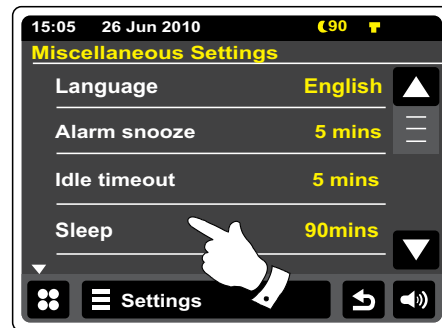 15:05 26 Jun 2010 90
Miscellaneous Settings
Language English
Alarm snooze 5 mins
Idle timeout 5 mins
Sleep 90mins
Settings